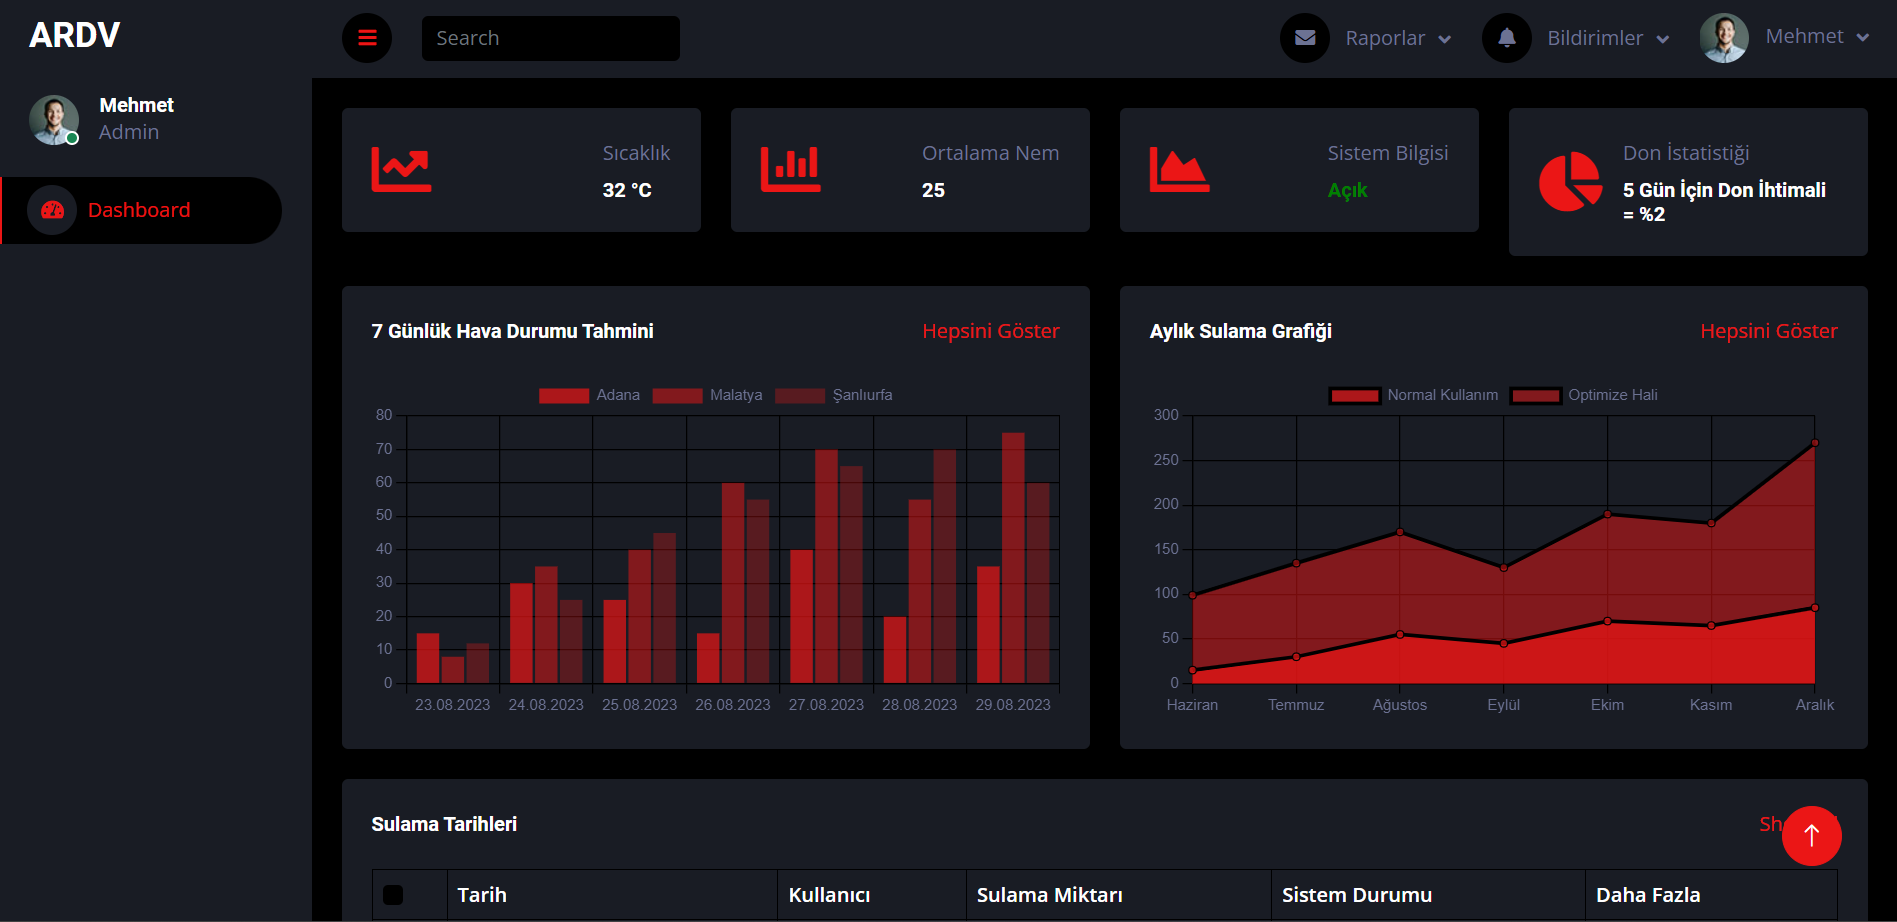 ARDV
Search
Raporlar
Bildirimler
Mehmet
Mehmet
Admin
Dashboard
Sıcaklık
32 °C
Ortalama Nem
25
Sistem Bilgisi
Açık
Don İstatistiği
5 Gün İçin Don İhtimali
= %2
7 Günlük Hava Durumu Tahmini
Hepsini Göster
Adana Malatya Şanlıurfa
80
70
60
50
40
30
20
10
0
23.08.2023 24.08.2023 25.08.2023 26.08.2023 27.08.2023 28.08.2023 29.08.2023
Aylık Sulama Grafiği
Hepsini Göster
Normal Kullanım Optimize Hali
300
250
200
150
100
50
0
Haziran Temmuz Ağustos Eylül Ekim Kasım Aralık
Sulama Tarihleri
Tarih Kullanıcı Sulama Miktarı Sistem Durumu Daha Fazla